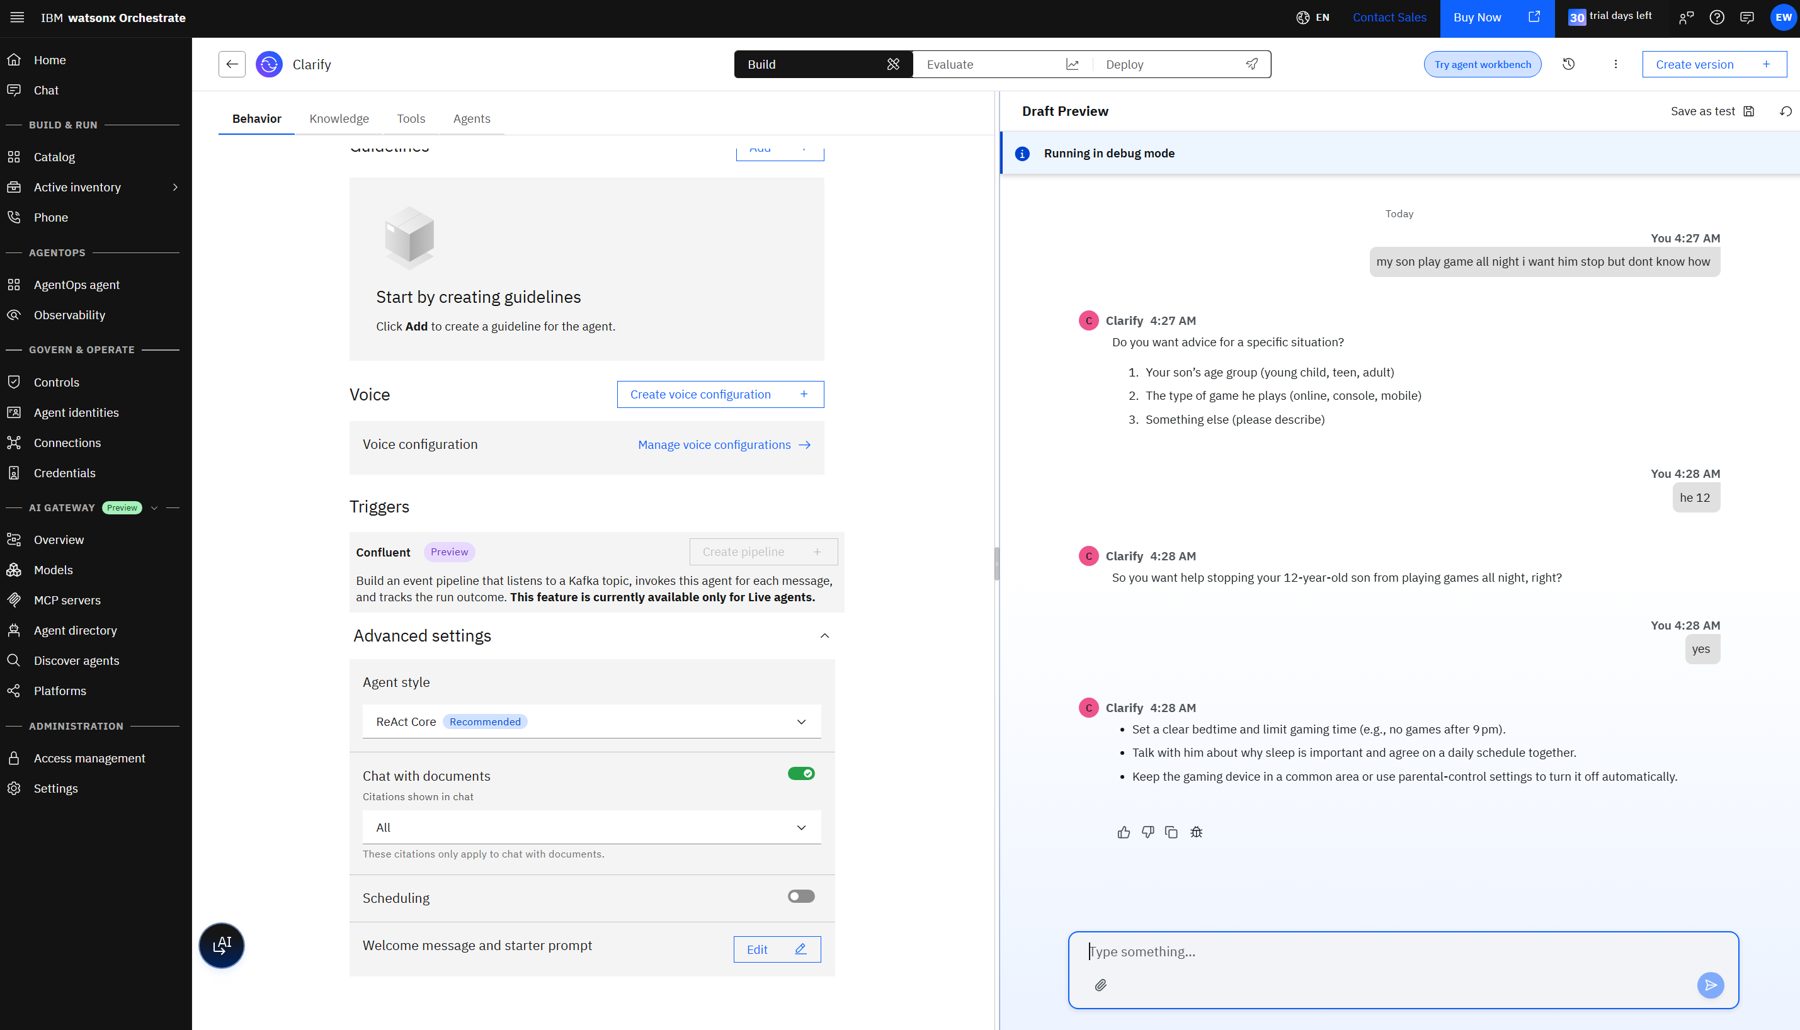 IBM watsonx Orchestrate
EN
Contact Sales
Buy Now
30 trial days left
EW
Home
Chat
BUILD & RUN
Catalog
Active inventory
Phone
AGENTOPS
AgentOps agent
Observability
GOVERN & OPERATE
Controls
Agent identities
Connections
Credentials
AI GATEWAY Preview
Overview
Models
MCP servers
Agent directory
Discover agents
Platforms
ADMINISTRATION
Access management
Settings
Clarify
Build
Evaluate
Deploy
Try agent workbench
Create version +
Behavior
Knowledge
Tools
Agents
Guidelines
Add +
Start by creating guidelines
Click Add to create a guideline for the agent.
Voice
Create voice configuration +
Voice configuration
Manage voice configurations
Triggers
Confluent Preview
Create pipeline +
Build an event pipeline that listens to a Kafka topic, invokes this agent for each message,
and tracks the run outcome. This feature is currently available only for Live agents.
Advanced settings
Agent style
ReAct Core Recommended
Chat with documents
Citations shown in chat
All
These citations only apply to chat with documents.
Scheduling
Welcome message and starter prompt
Edit
AI
Draft Preview
Save as test
Running in debug mode
Today
You 4:27 AM
my son play game all night i want him stop but dont know how
C Clarify 4:27 AM
Do you want advice for a specific situation?
1. Your son’s age group (young child, teen, adult)
2. The type of game he plays (online, console, mobile)
3. Something else (please describe)
You 4:28 AM
he 12
C Clarify 4:28 AM
So you want help stopping your 12-year-old son from playing games all night, right?
You 4:28 AM
yes
C Clarify 4:28 AM
• Set a clear bedtime and limit gaming time (e.g., no games after 9 pm).
• Talk with him about why sleep is important and agree on a daily schedule together.
• Keep the gaming device in a common area or use parental-control settings to turn it off automatically.
Type something...